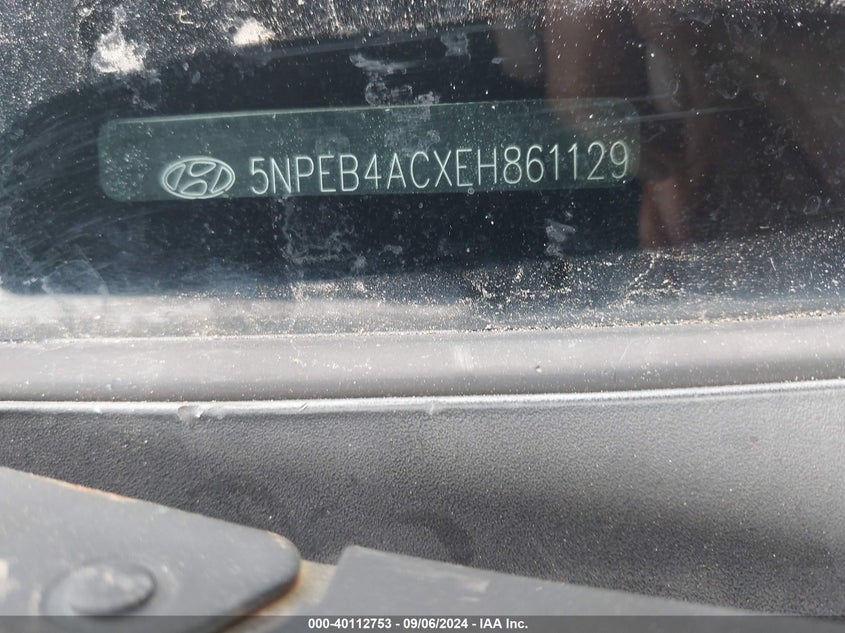 5NPEB4ACXEH861129
000-40112753 - 09/06/2024 - IAA Inc.